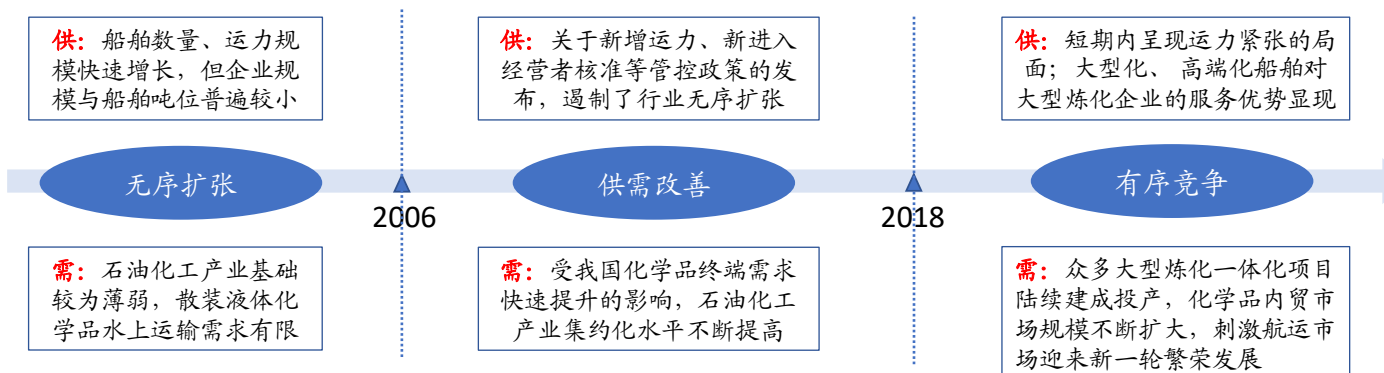 供：船舶数量、运力规
模快速增长，但企业规
模与船舶吨位普遍较小
供：关于新增运力、新进入
经营者核准等管控政策的发
布，遏制了行业无序扩张
供：短期内呈现运力紧张的局
面；大型化、高端化船舶对
大型炼化企业的服务优势显现
无序扩张
供需改善
有序竞争
2006
2018
需：石油化工产业基础
较为薄弱，散装液体化
学品水上运输需求有限
需：受我国化学品终端需求
快速提升的影响，石油化工
产业集约化水平不断提高
需：众多大型炼化一体化项目
陆续建成投产，化学品内贸市
场规模不断扩大，刺激航运市
场迎来新一轮繁荣发展